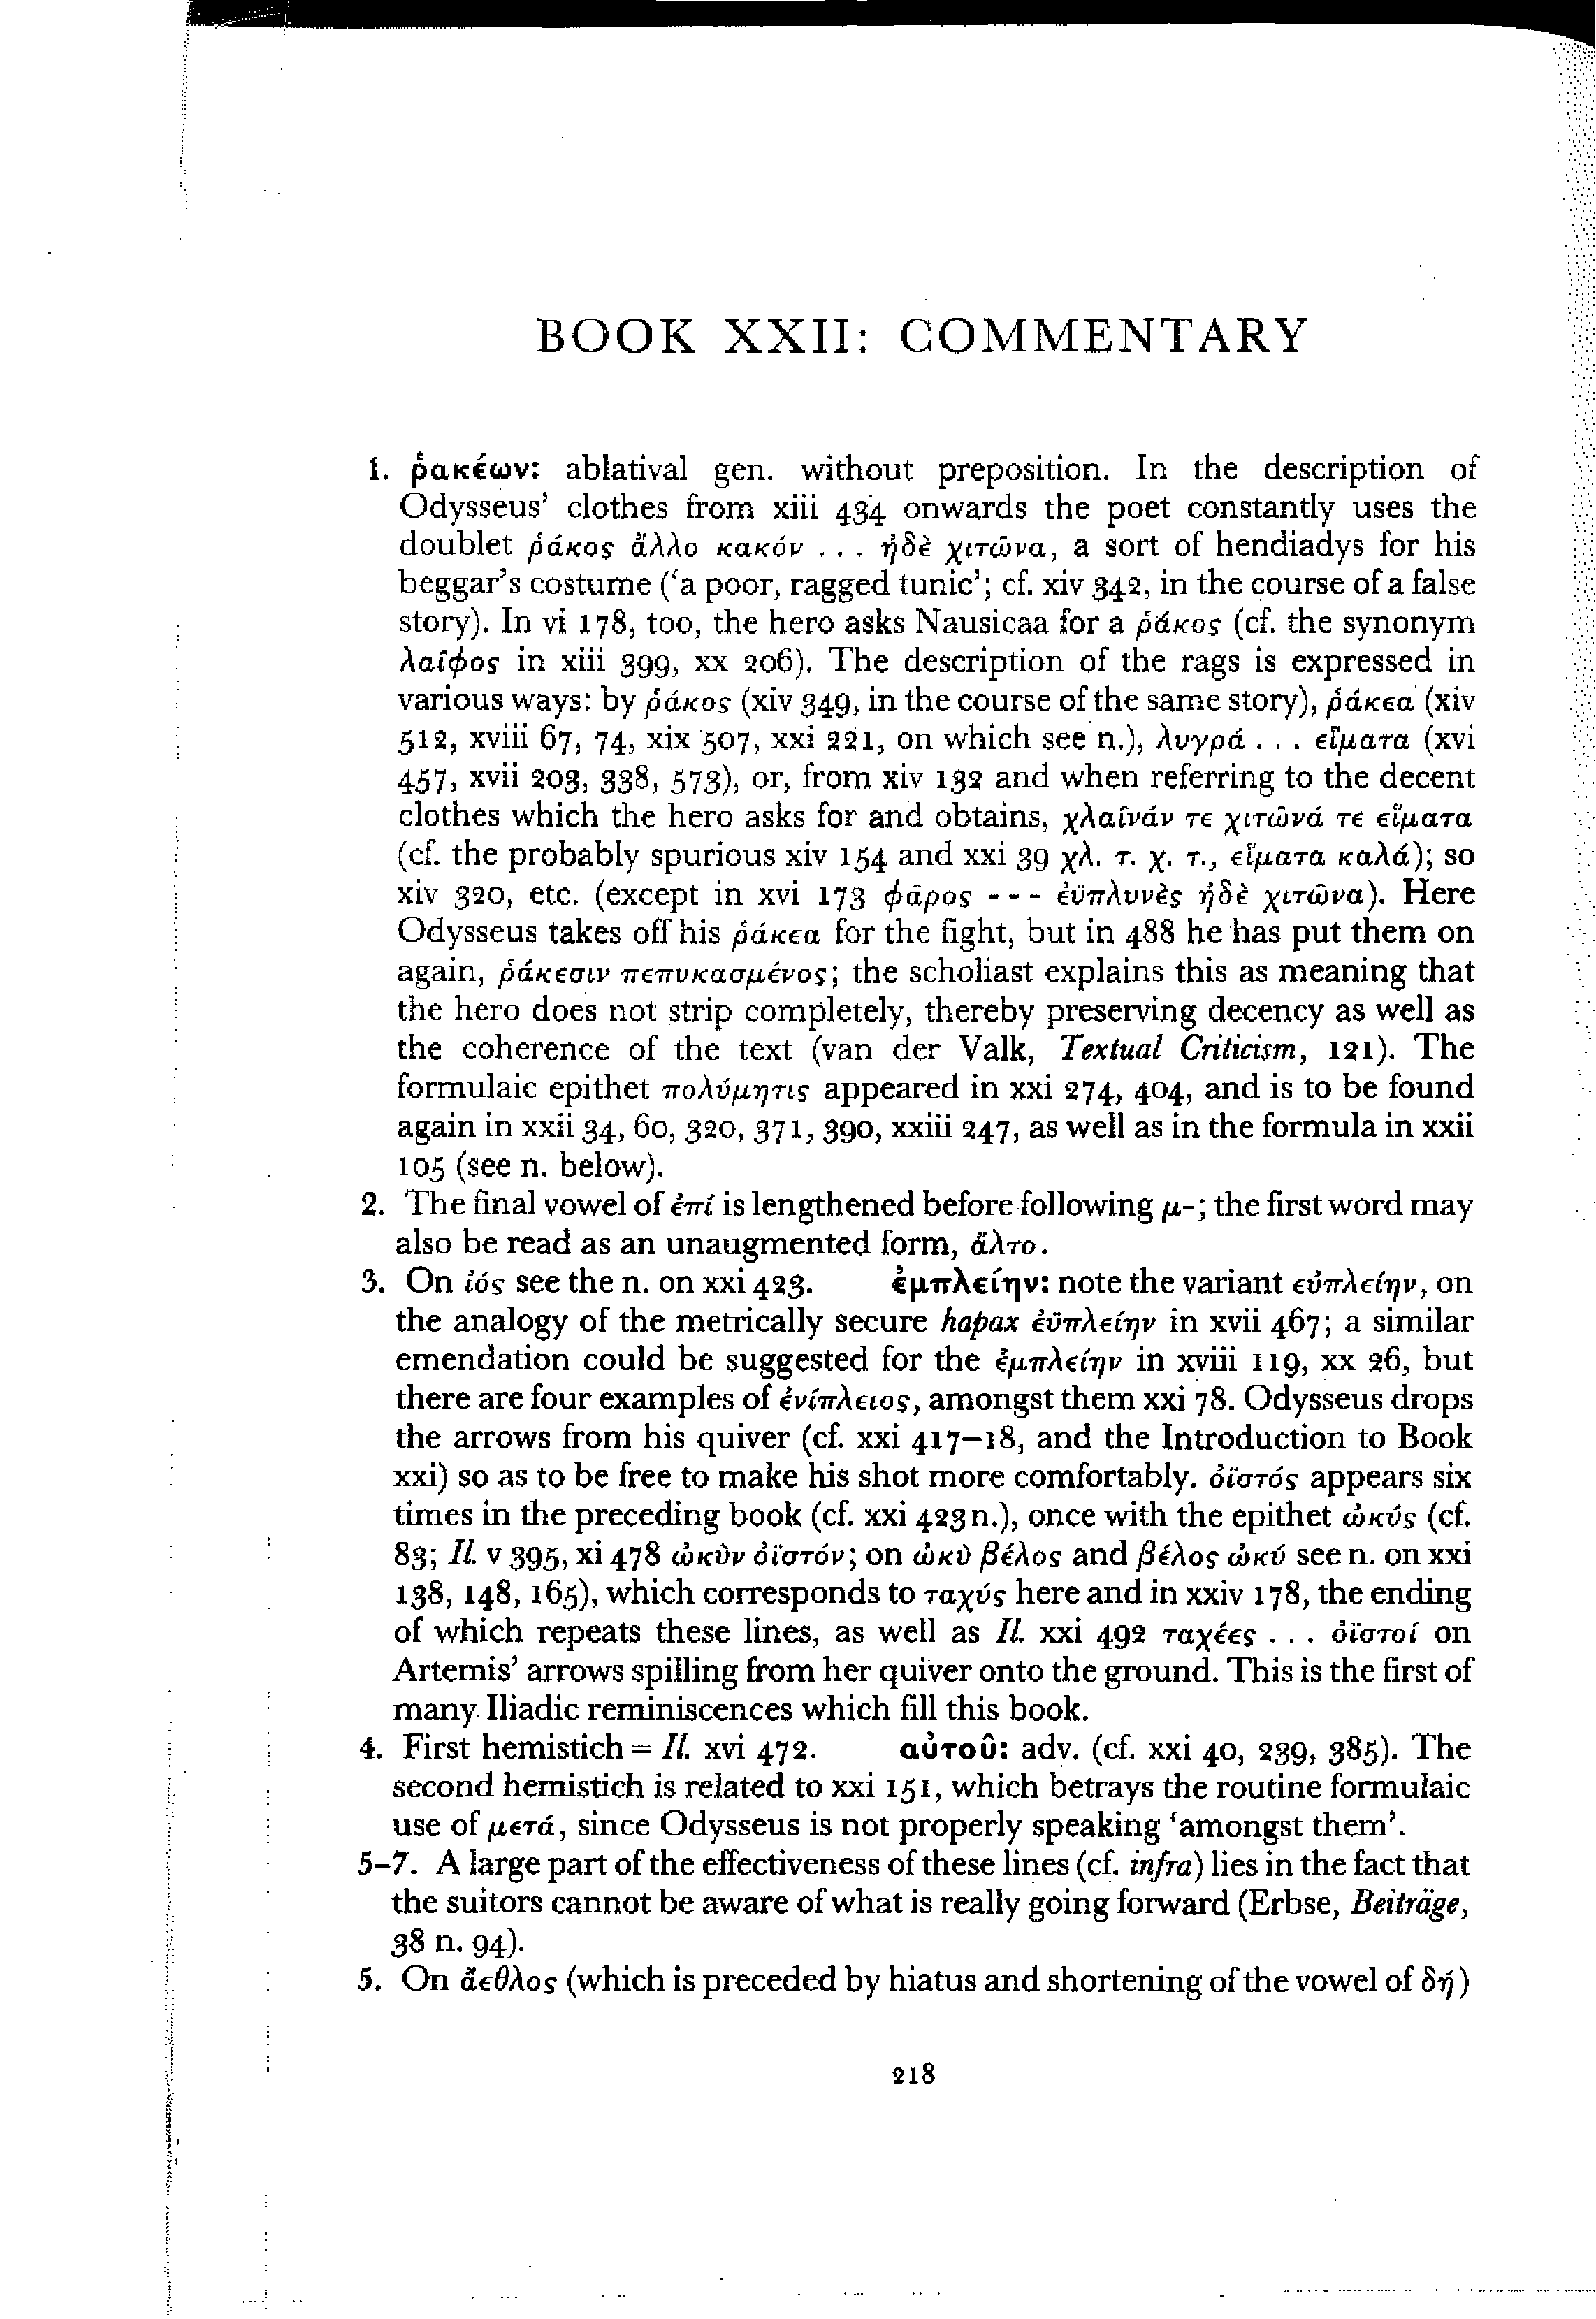 BOOK XXII: COMMENTARY
1. ῥακέων: ablatival gen. without preposition. In the description of
Odysseus' clothes from xiii 434 onwards the poet constantly uses the
doublet ῥάκος ἄλλο κακόν . . . ἠδὲ χιτῶνα, a sort of hendiadys for his
beggar's costume ('a poor, ragged tunic'; cf. xiv 342, in the course of a false
story). In vi 178, too, the hero asks Nausicaa for a ῥάκος (cf. the synonym
λαῖφος in xiii 399, xx 206). The description of the rags is expressed in
various ways: by ῥάκος (xiv 349, in the course of the same story), ῥάκεα (xiv
512, xviii 67, 74, xix 507, xxi 221, on which see n.), λυγρά . . . εἵματα (xvi
457, xvii 203, 338, 573), or, from xiv 132 and when referring to the decent
clothes which the hero asks for and obtains, χλαῖνάν τε χιτῶνά τε εἵματα
(cf. the probably spurious xiv 154 and xxi 39 χλ. τ. χ. τ., εἵματα καλά); so
xiv 320, etc. (except in xvi 173 φᾶρος - - - ἐϋπλυνὲς ἠδὲ χιτῶνα). Here
Odysseus takes off his ῥάκεα for the fight, but in 488 he has put them on
again, ῥάκεσιν πεπυκασμένος; the scholiast explains this as meaning that
the hero does not strip completely, thereby preserving decency as well as
the coherence of the text (van der Valk, Textual Criticism, 121). The
formulaic epithet πολύμητις appeared in xxi 274, 404, and is to be found
again in xxii 34, 60, 320, 371, 390, xxiii 247, as well as in the formula in xxii
105 (see n. below).
2. The final vowel of ἐπί is lengthened before following μ-; the first word may
also be read as an unaugmented form, ἄλτο.
3. On ἰός see the n. on xxi 423. ἐμπλείην: note the variant εὐπλείην, on
the analogy of the metrically secure hapax ἐϋπλείην in xvii 467; a similar
emendation could be suggested for the ἐμπλείην in xviii 119, xx 26, but
there are four examples of ἐνίπλειος, amongst them xxi 78. Odysseus drops
the arrows from his quiver (cf. xxi 417–18, and the Introduction to Book
xxi) so as to be free to make his shot more comfortably. ὀϊστός appears six
times in the preceding book (cf. xxi 423 n.), once with the epithet ὠκύς (cf.
83; Il. v 395, xi 478 ὠκὺν ὀϊστόν; on ὠκὺ βέλος and βέλος ὠκύ see n. on xxi
138, 148, 165), which corresponds to ταχύς here and in xxiv 178, the ending
of which repeats these lines, as well as Il. xxi 492 ταχέες . . . ὀϊστοί on
Artemis' arrows spilling from her quiver onto the ground. This is the first of
many Iliadic reminiscences which fill this book.
4. First hemistich = Il. xvi 472. αὐτοῦ: adv. (cf. xxi 40, 239, 385). The
second hemistich is related to xxi 151, which betrays the routine formulaic
use of μετά, since Odysseus is not properly speaking 'amongst them'.
5–7. A large part of the effectiveness of these lines (cf. infra) lies in the fact that
the suitors cannot be aware of what is really going forward (Erbse, Beiträge,
38 n. 94).
5. On ἄεθλος (which is preceded by hiatus and shortening of the vowel of δή)
218